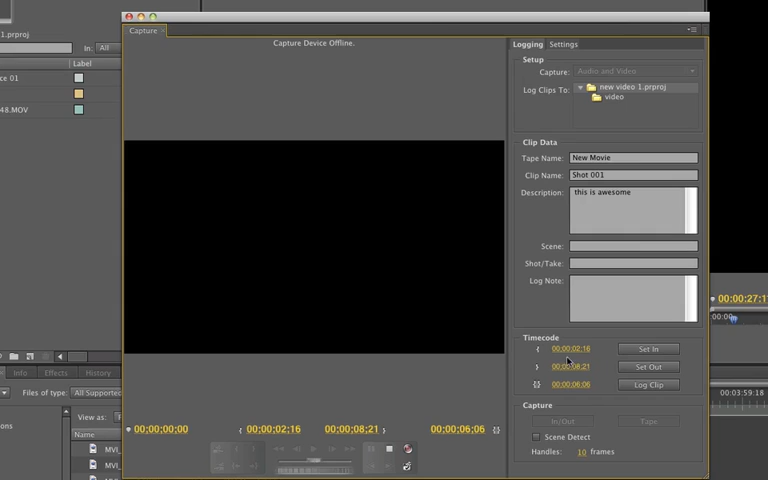 1.prproj
In: All
Label
ce 01
48.MOV
Capture
Capture Device Offline.
Logging Settings
Setup
Capture: Audio and Video
Log Clips To: new video 1.prproj
video
Clip Data
Tape Name: New Movie
Clip Name: Shot 001
Description: this is awesome
Scene:
Shot/Take:
Log Note:
Timecode
{ 00;00;02;16 Set In
} 00;00;08;21 Set Out
{} 00;00;06;06 Log Clip
Capture
In/Out Tape
Scene Detect
Handles: 10 frames
00;00;00;00 { 00;00;02;16 00;00;08;21 } 00;00;06;06 {}
Info Effects History
Files of type: All Supported
ons
View as:
Name
MVI_
MVI_
MVI_
00;00;27;1
00;00
00;03;59;18